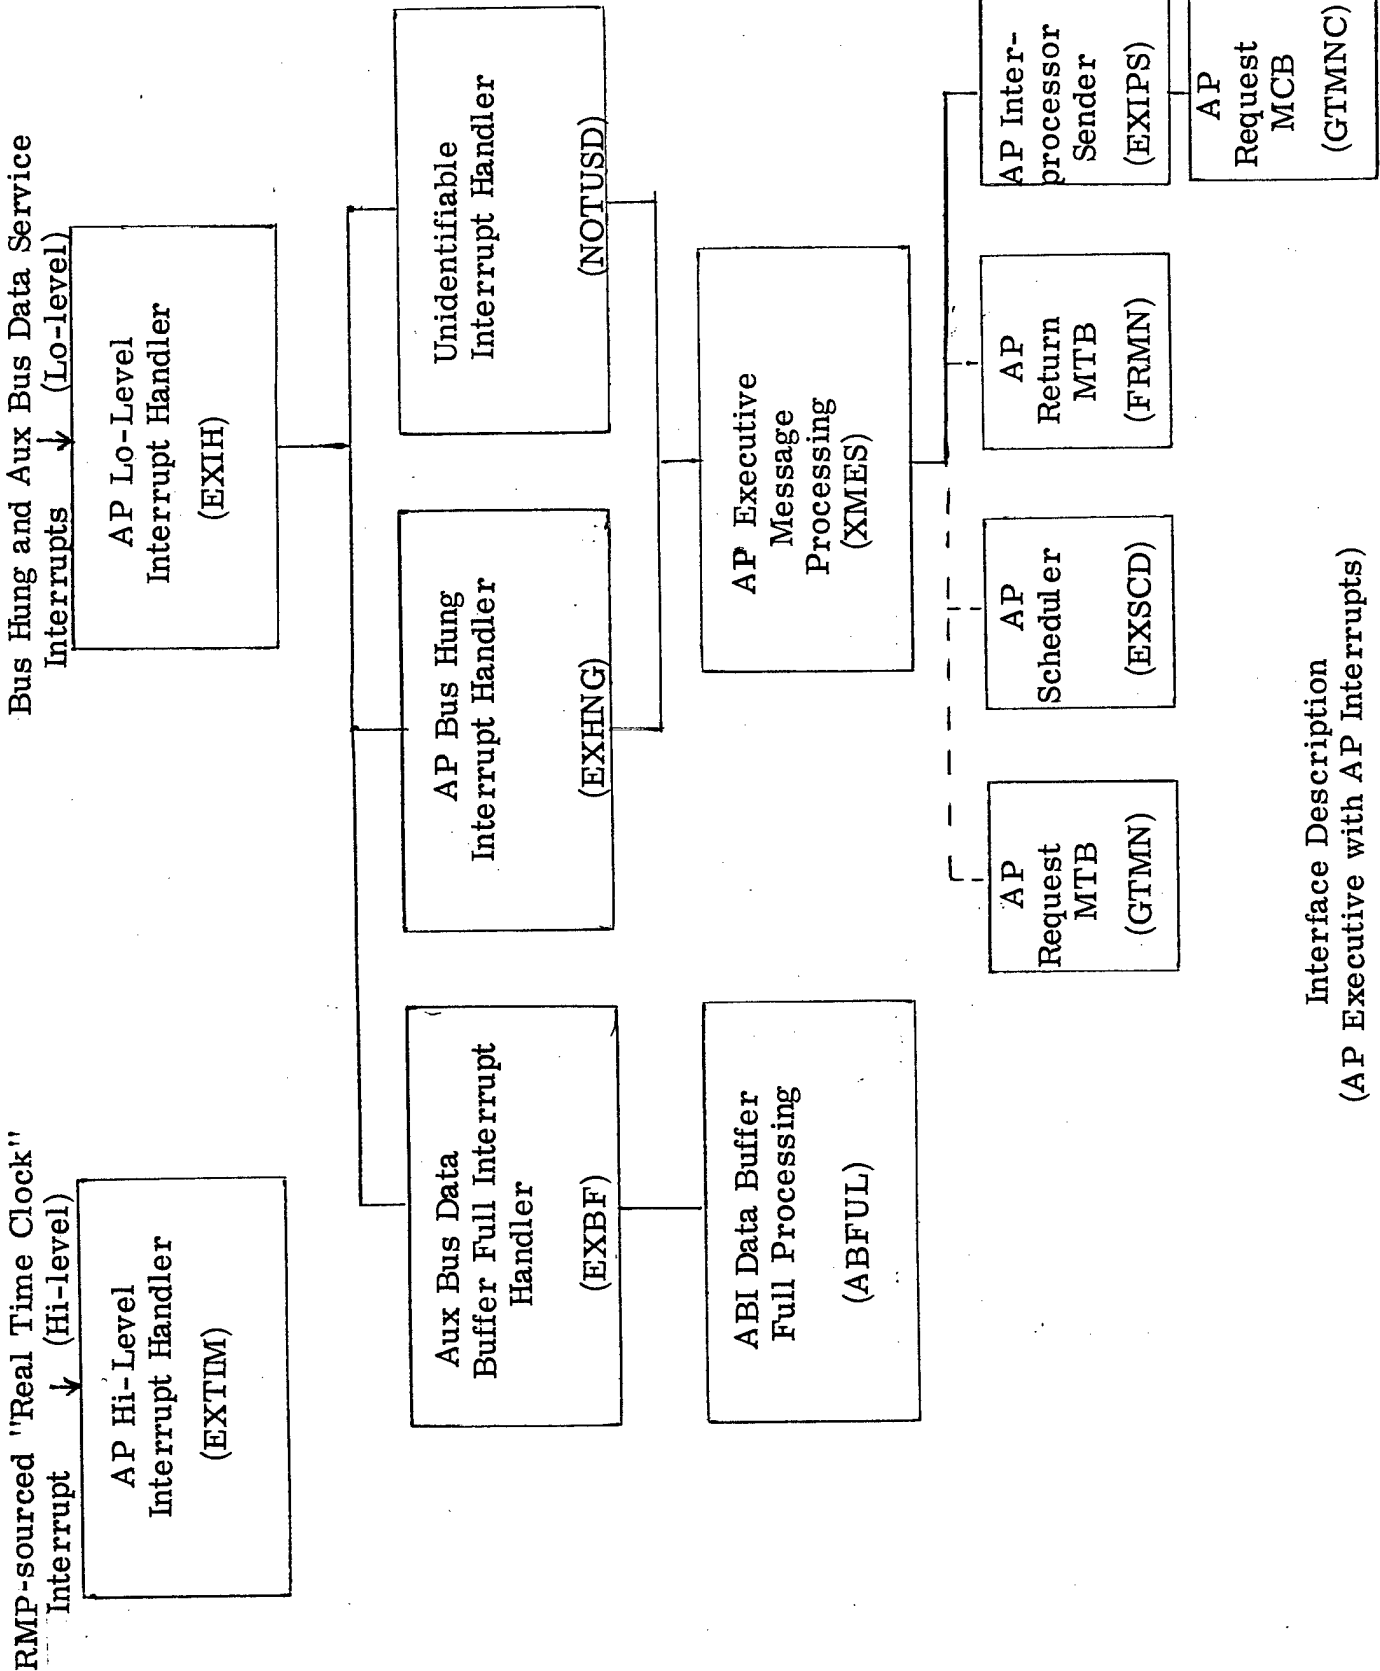 RMP-sourced "Real Time Clock"
Interrupt (Hi-level)
AP Hi-Level
Interrupt Handler
(EXTIM)
Bus Hung and Aux Bus Data Service
Interrupts (Lo-level)
AP Lo-Level
Interrupt Handler
(EXIH)
Aux Bus Data
Buffer Full Interrupt
Handler
(EXBF)
AP Bus Hung
Interrupt Handler
(EXHNG)
Unidentifiable
Interrupt Handler
(NOTUSD)
ABI Data Buffer
Full Processing
(ABFUL)
AP Executive
Message
Processing
(XMES)
AP
Request
MTB
(GTMN)
AP
Scheduler
(EXSCD)
AP
Return
MTB
(FRMN)
AP Inter-
processor
Sender
(EXIPS)
AP
Request
MCB
(GTMNC)
Interface Description
(AP Executive with AP Interrupts)